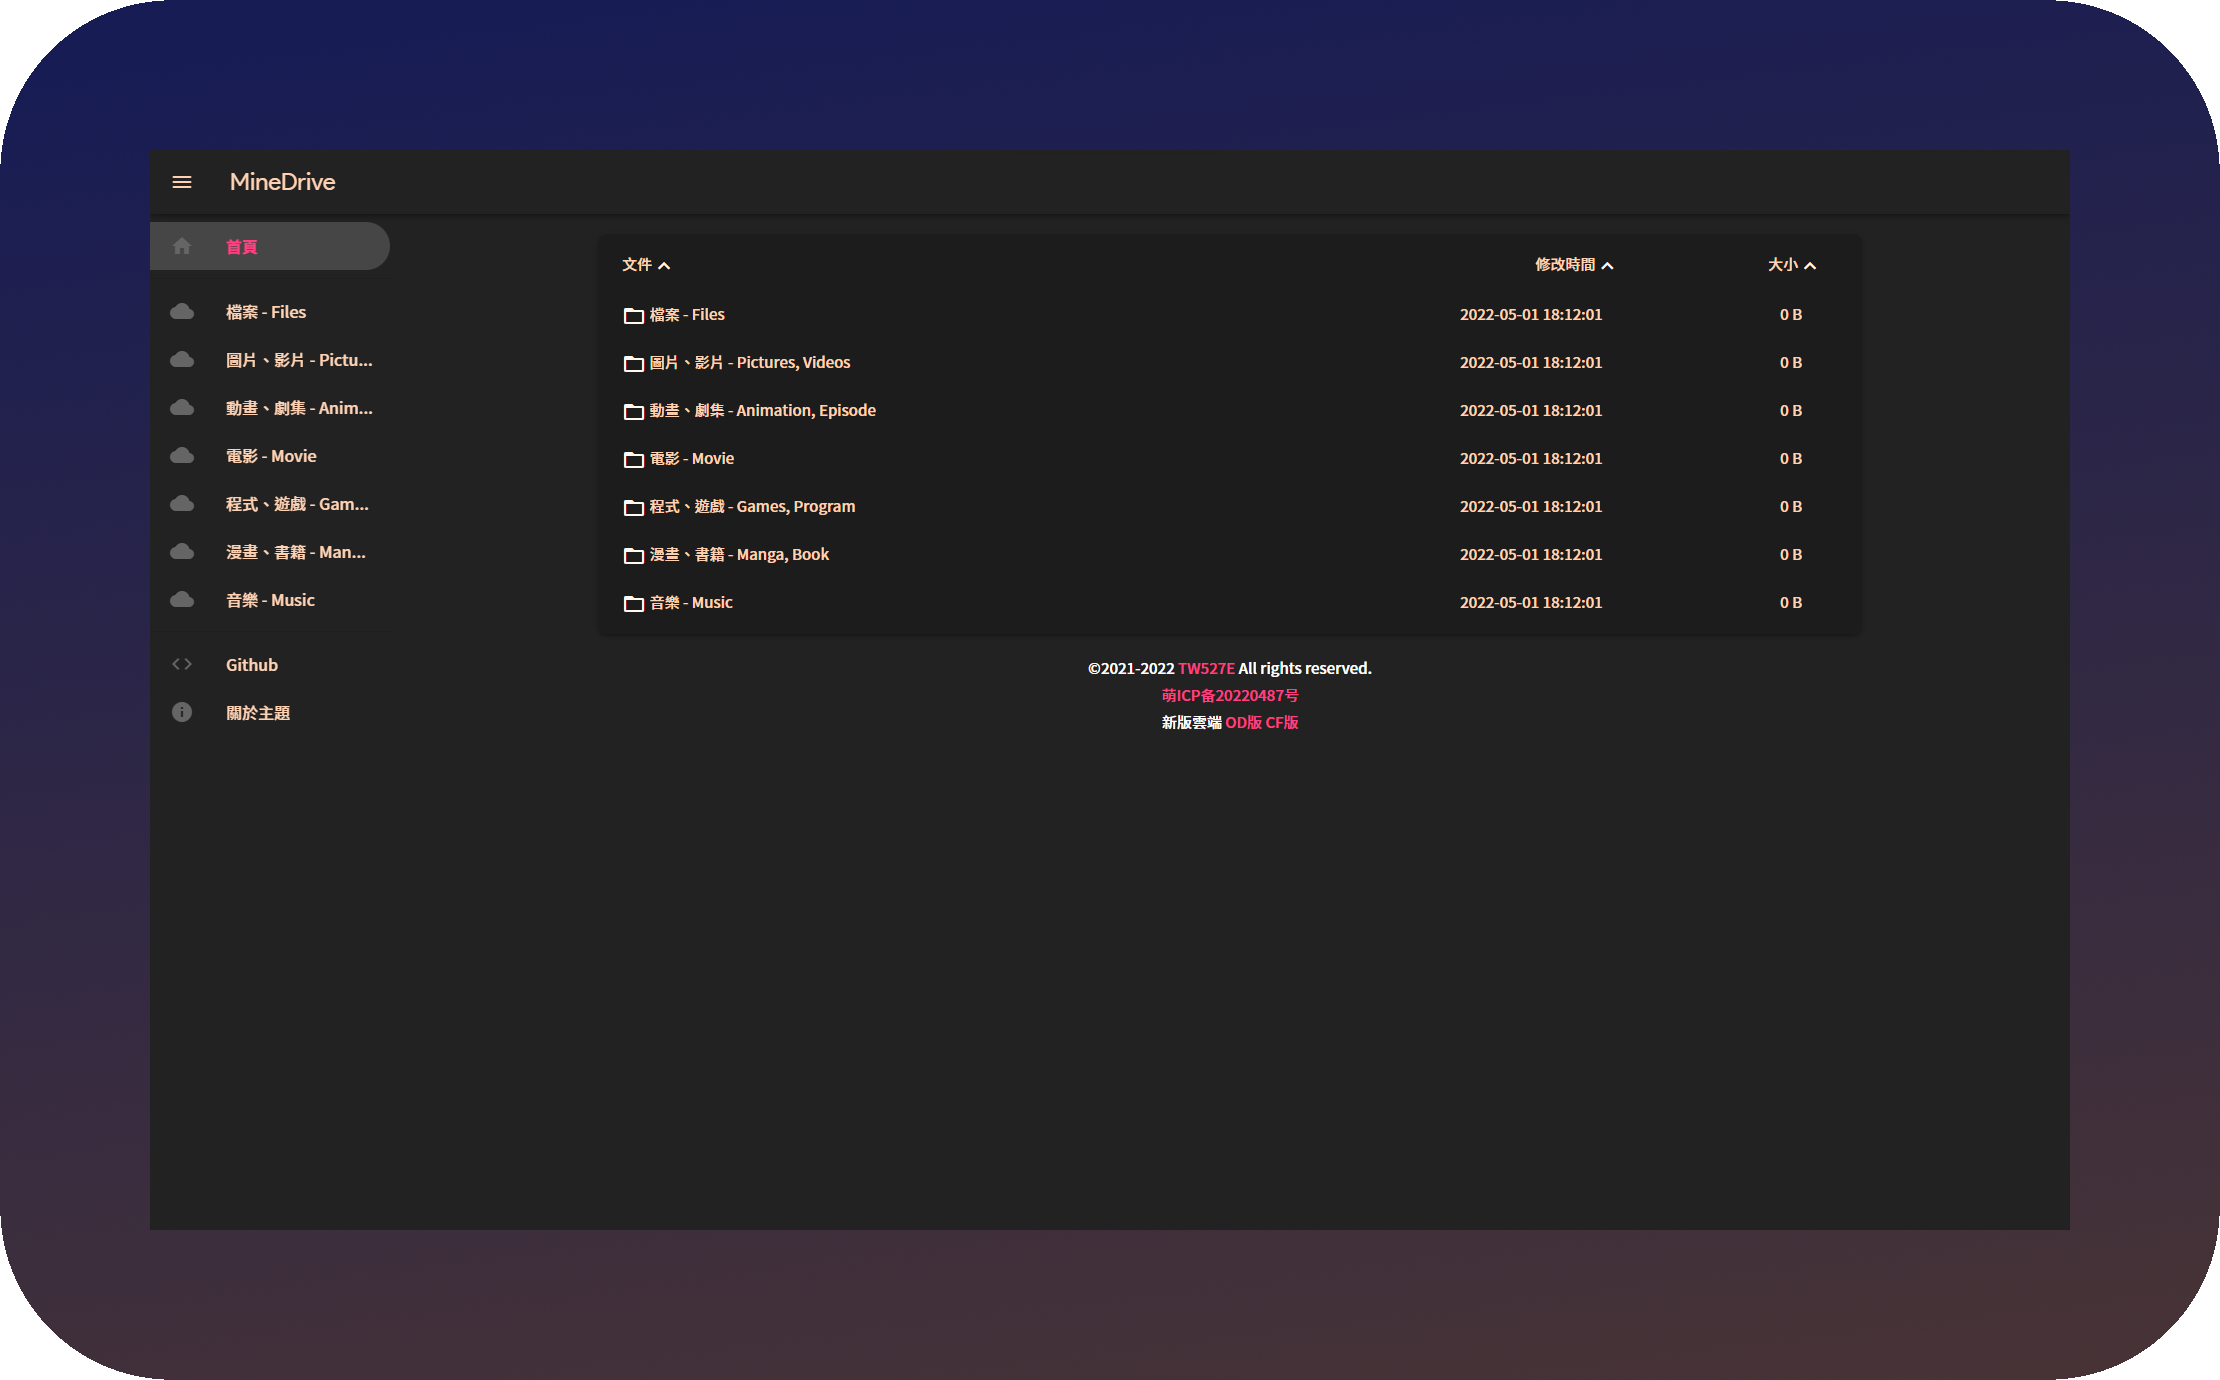 MineDrive
首頁
檔案 - Files
圖片、影片 - Pictu...
動畫、劇集 - Anim...
電影 - Movie
程式、遊戲 - Gam...
漫畫、書籍 - Man...
音樂 - Music
Github
關於主題
文件 修改時間 大小
檔案 - Files 2022-05-01 18:12:01 0 B
圖片、影片 - Pictures, Videos 2022-05-01 18:12:01 0 B
動畫、劇集 - Animation, Episode 2022-05-01 18:12:01 0 B
電影 - Movie 2022-05-01 18:12:01 0 B
程式、遊戲 - Games, Program 2022-05-01 18:12:01 0 B
漫畫、書籍 - Manga, Book 2022-05-01 18:12:01 0 B
音樂 - Music 2022-05-01 18:12:01 0 B
©2021-2022 TW527E All rights reserved.
萌ICP备20220487号
新版雲端 OD版 CF版